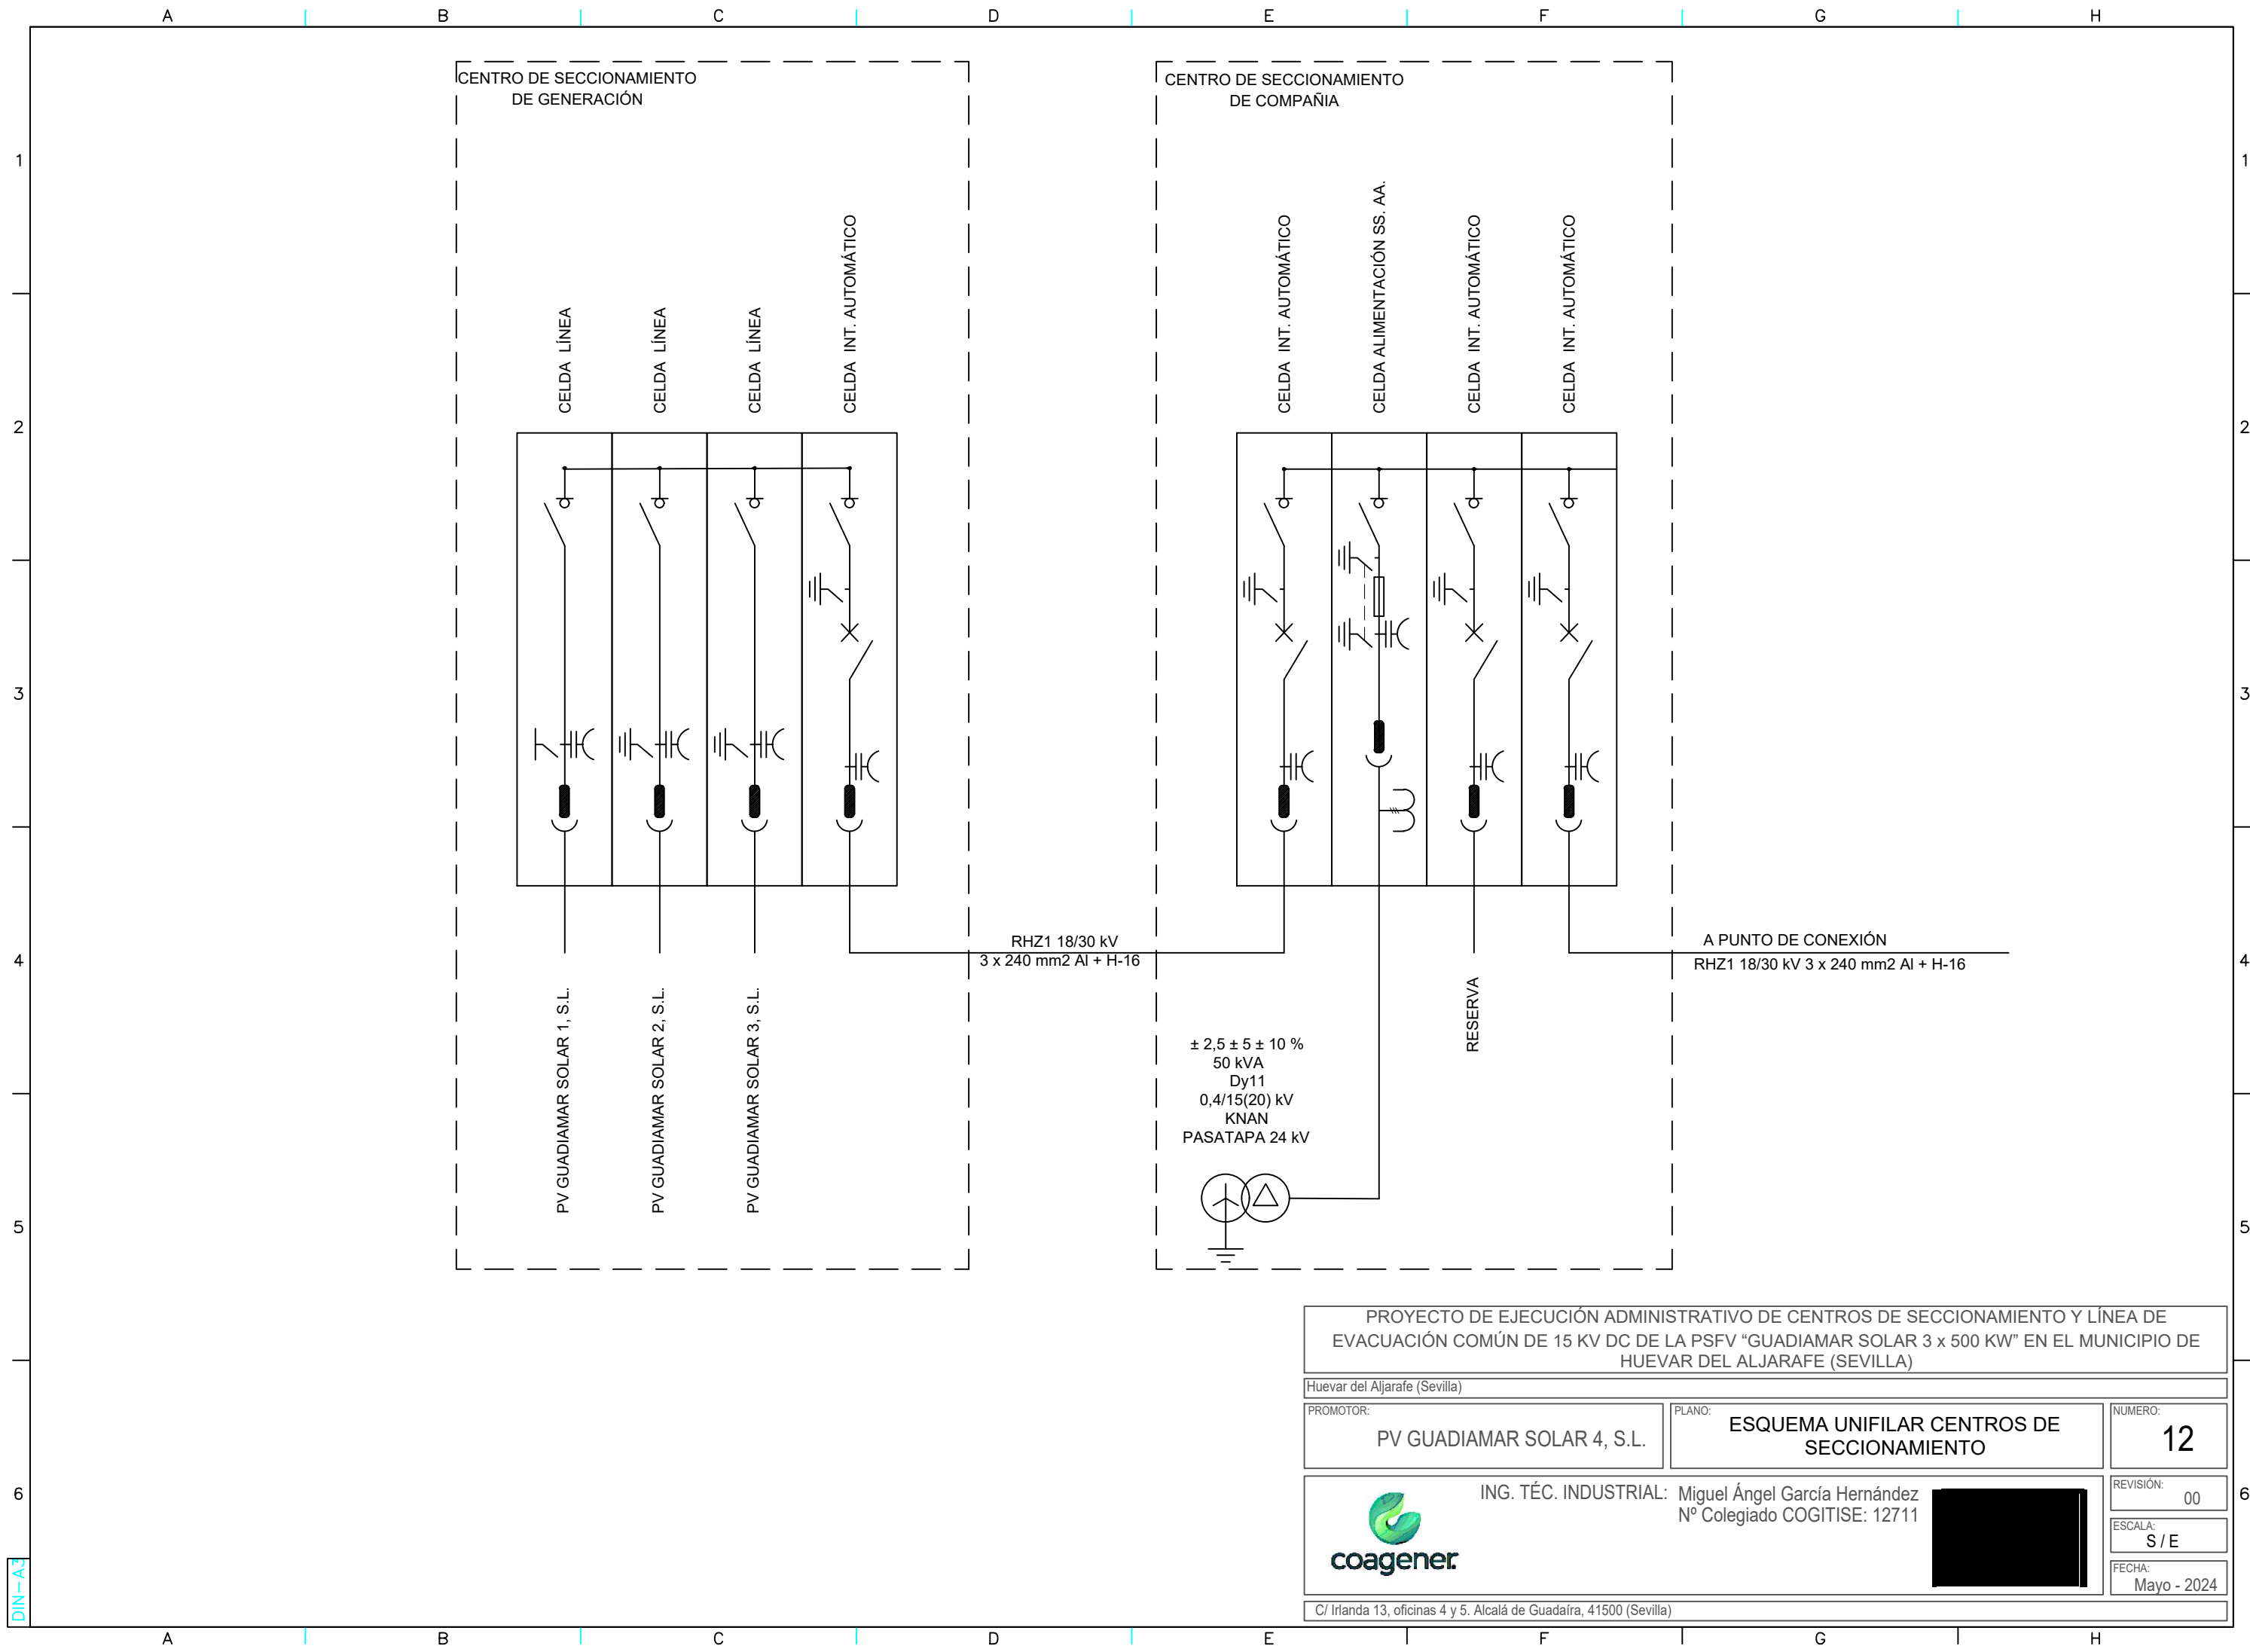 A B C D E F G H
CENTRO DE SECCIONAMIENTO
DE GENERACIÓN
CENTRO DE SECCIONAMIENTO
DE COMPAÑIA
1 1
CELDA LÍNEA
CELDA LÍNEA
CELDA LÍNEA
CELDA INT. AUTOMÁTICO
CELDA INT. AUTOMÁTICO
CELDA ALIMENTACIÓN SS. AA.
CELDA INT. AUTOMÁTICO
CELDA INT. AUTOMÁTICO
2 2
3 3
RHZ1 18/30 kV
3 x 240 mm2 Al + H-16
A PUNTO DE CONEXIÓN
RHZ1 18/30 kV 3 x 240 mm2 Al + H-16
4 4
PV GUADIAMAR SOLAR 1, S.L.
PV GUADIAMAR SOLAR 2, S.L.
PV GUADIAMAR SOLAR 3, S.L.
RESERVA
± 2,5 ± 5 ± 10 %
50 kVA
Dy11
0,4/15(20) kV
KNAN
PASATAPA 24 kV
5 5
PROYECTO DE EJECUCIÓN ADMINISTRATIVO DE CENTROS DE SECCIONAMIENTO Y LÍNEA DE
EVACUACIÓN COMÚN DE 15 KV DC DE LA PSFV “GUADIAMAR SOLAR 3 x 500 KW” EN EL MUNICIPIO DE
HUEVAR DEL ALJARAFE (SEVILLA)
Huevar del Aljarafe (Sevilla)
PROMOTOR:
PV GUADIAMAR SOLAR 4, S.L.
PLANO:
ESQUEMA UNIFILAR CENTROS DE
SECCIONAMIENTO
NUMERO:
12
6 6
coagener
ING. TÉC. INDUSTRIAL: Miguel Ángel García Hernández
Nº Colegiado COGITISE: 12711
REVISIÓN:
00
ESCALA:
S / E
FECHA:
Mayo - 2024
C/ Irlanda 13, oficinas 4 y 5. Alcalá de Guadaíra, 41500 (Sevilla)
DIN-A3
A B C D E F G H